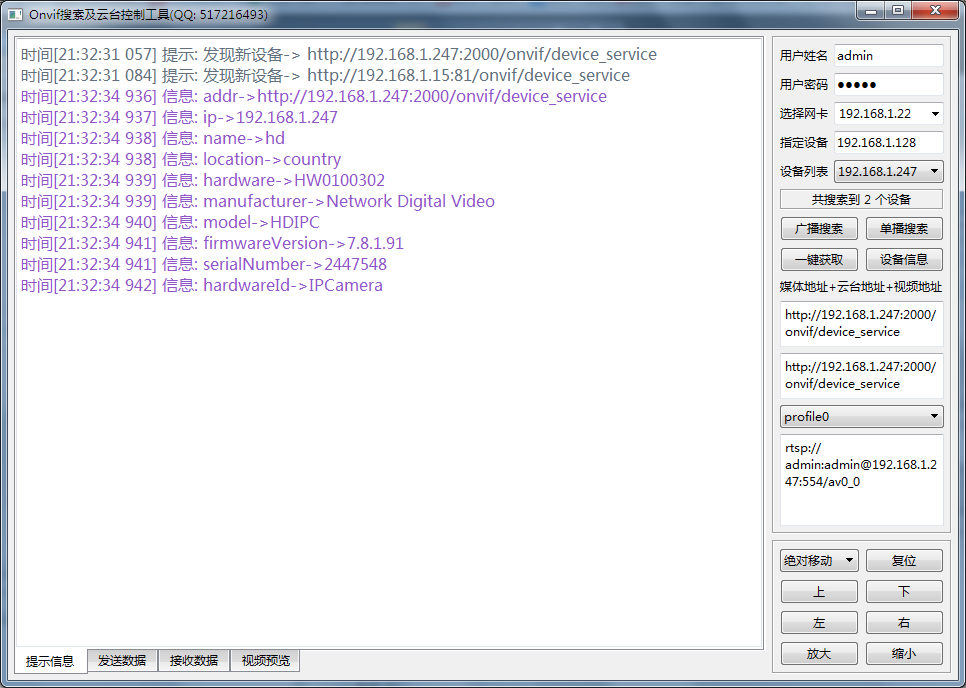 Onvif搜索及云台控制工具(QQ: 517216493)
时间[21:32:31 057] 提示: 发现新设备-> http://192.168.1.247:2000/onvif/device_service
时间[21:32:31 084] 提示: 发现新设备-> http://192.168.1.15:81/onvif/device_service
时间[21:32:34 936] 信息: addr->http://192.168.1.247:2000/onvif/device_service
时间[21:32:34 937] 信息: ip->192.168.1.247
时间[21:32:34 938] 信息: name->hd
时间[21:32:34 938] 信息: location->country
时间[21:32:34 939] 信息: hardware->HW0100302
时间[21:32:34 939] 信息: manufacturer->Network Digital Video
时间[21:32:34 940] 信息: model->HDIPC
时间[21:32:34 941] 信息: firmwareVersion->7.8.1.91
时间[21:32:34 941] 信息: serialNumber->2447548
时间[21:32:34 942] 信息: hardwareId->IPCamera
提示信息 发送数据 接收数据 视频预览
用户姓名 admin
用户密码 ●●●●●
选择网卡 192.168.1.22
指定设备 192.168.1.128
设备列表 192.168.1.247
共搜索到 2 个设备
广播搜索 单播搜索
一键获取 设备信息
媒体地址+云台地址+视频地址
http://192.168.1.247:2000/
onvif/device_service
http://192.168.1.247:2000/
onvif/device_service
profile0
rtsp://
admin:admin@192.168.1.2
47:554/av0_0
绝对移动 复位
上 下
左 右
放大 缩小